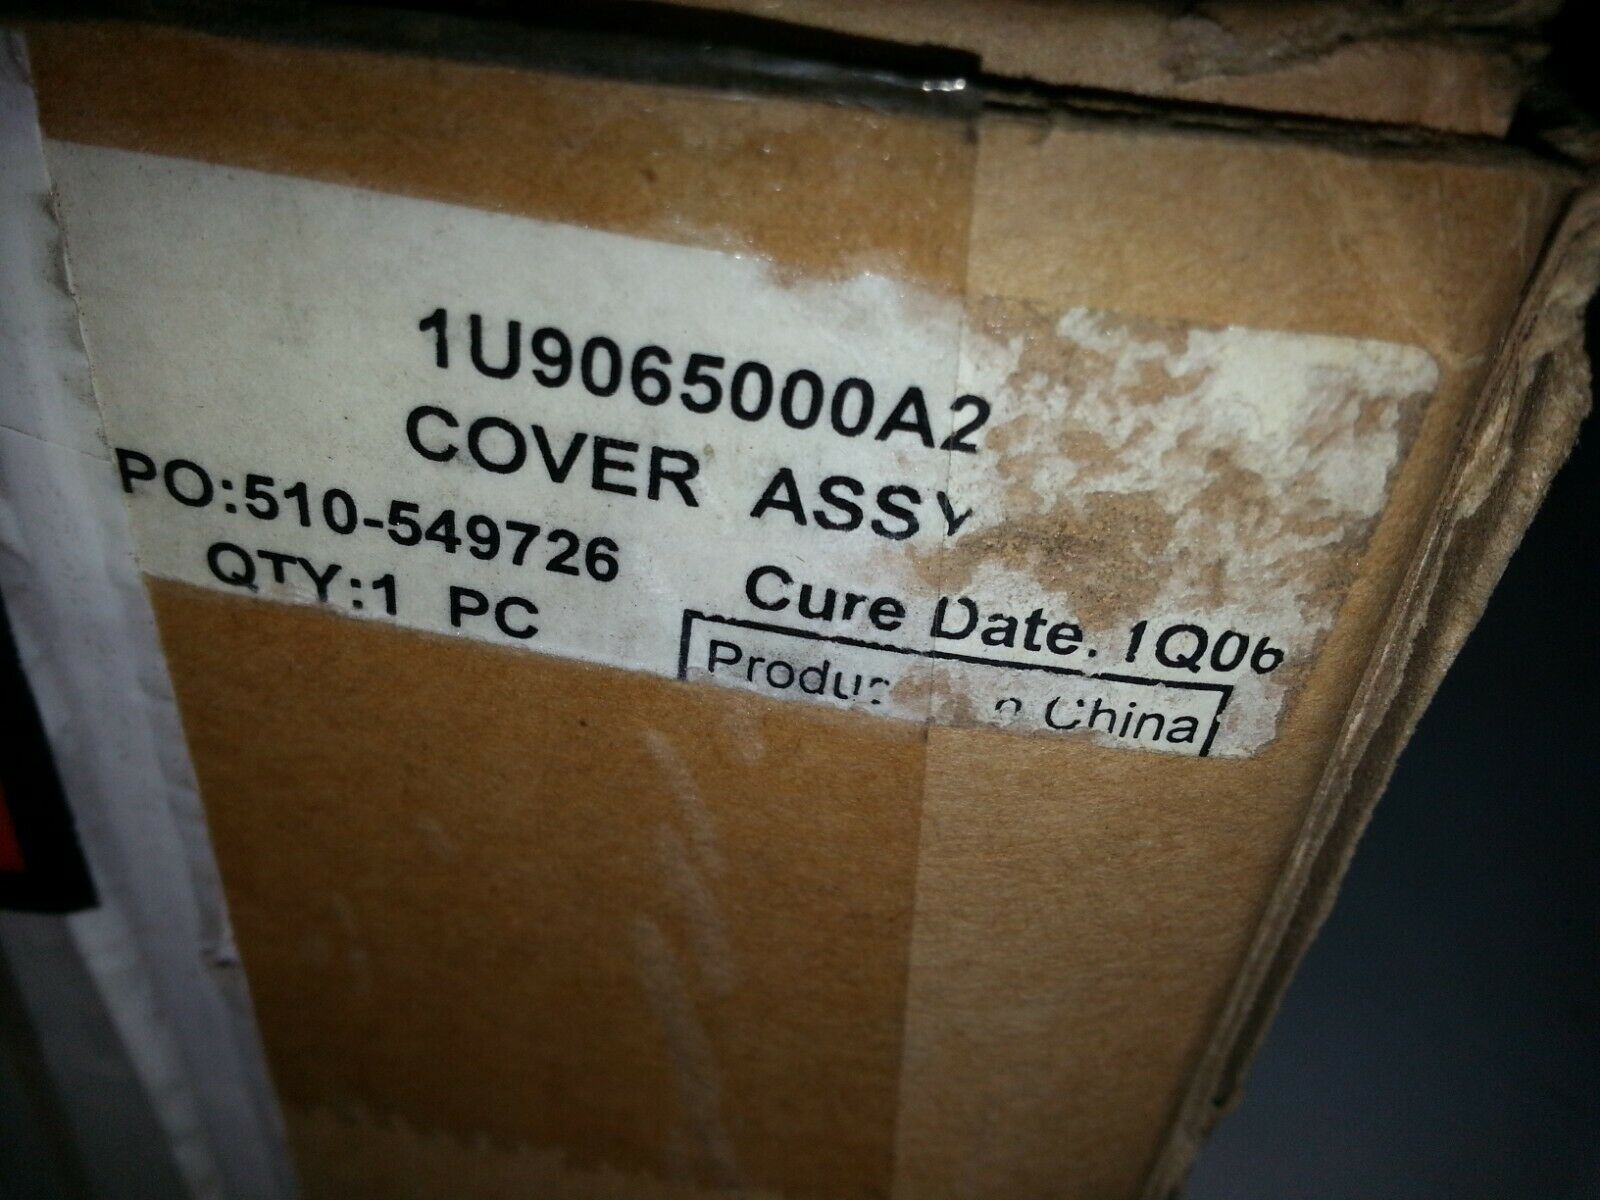 1U9065000A2
COVER ASSY
PO:510-549726
QTY:1 PC
Cure Date. 1Q06
China